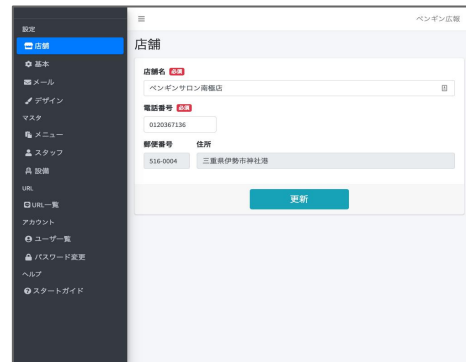 設定
店舗
基本
メール
デザイン
マスタ
メニュー
スタッフ
設備
URL
URL一覧
アカウント
ユーザ一覧
パスワード変更
ヘルプ
スタートガイド
ペンギン広報
店舗
店舗名 必須
ペンギンサロン南極店
電話番号 必須
0120367136
郵便番号 住所
516-0004 三重県伊勢市神社港
更新